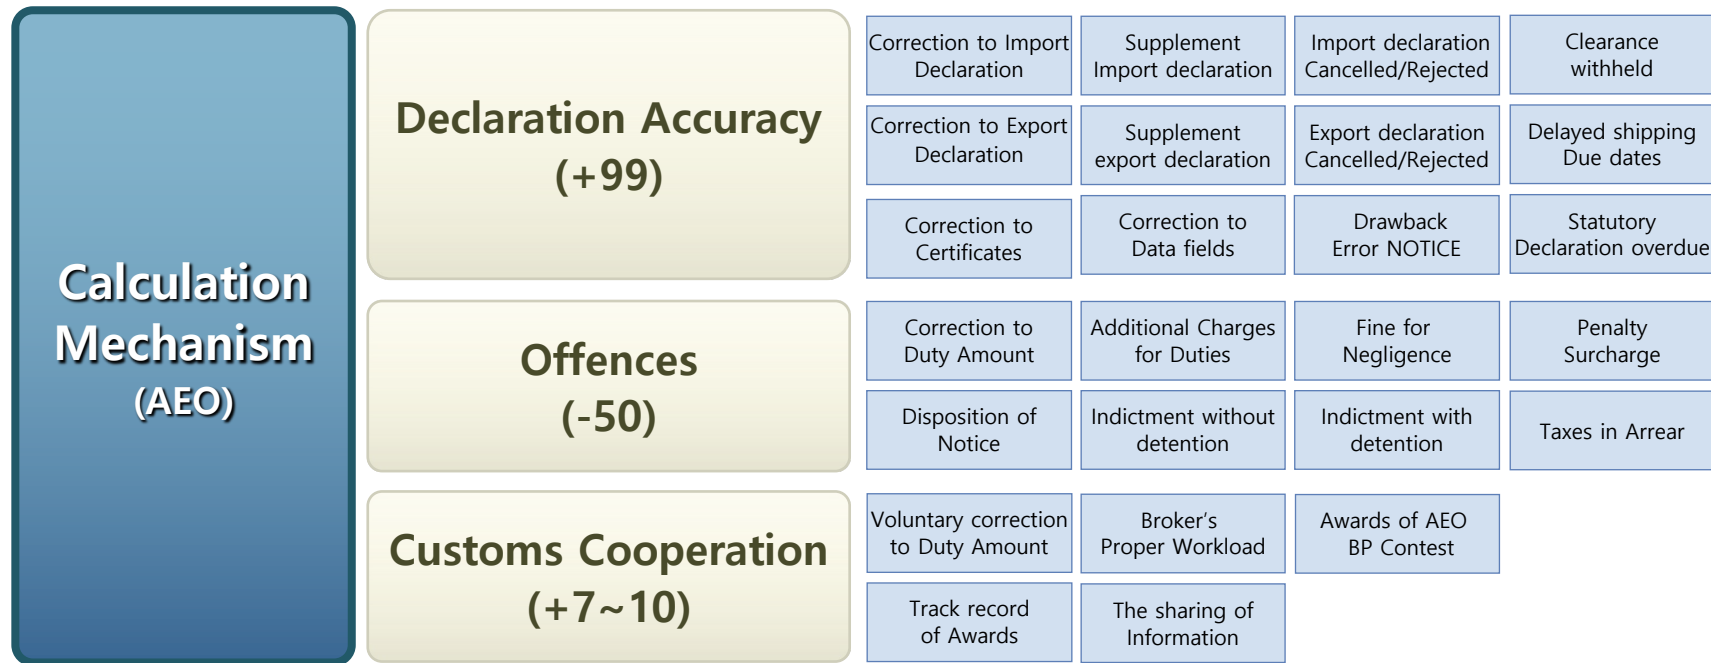 Calculation
Mechanism
(AEO)
Declaration Accuracy
(+99)
Correction to Import
Declaration
Supplement
Import declaration
Import declaration
Cancelled/Rejected
Clearance
withheld
Correction to Export
Declaration
Supplement
export declaration
Export declaration
Cancelled/Rejected
Delayed shipping
Due dates
Correction to
Certificates
Correction to
Data fields
Drawback
Error NOTICE
Statutory
Declaration overdue
Offences
(-50)
Correction to
Duty Amount
Additional Charges
for Duties
Fine for
Negligence
Penalty
Surcharge
Disposition of
Notice
Indictment without
detention
Indictment with
detention
Taxes in Arrear
Customs Cooperation
(+7~10)
Voluntary correction
to Duty Amount
Broker's
Proper Workload
Awards of AEO
BP Contest
Track record
of Awards
The sharing of
Information